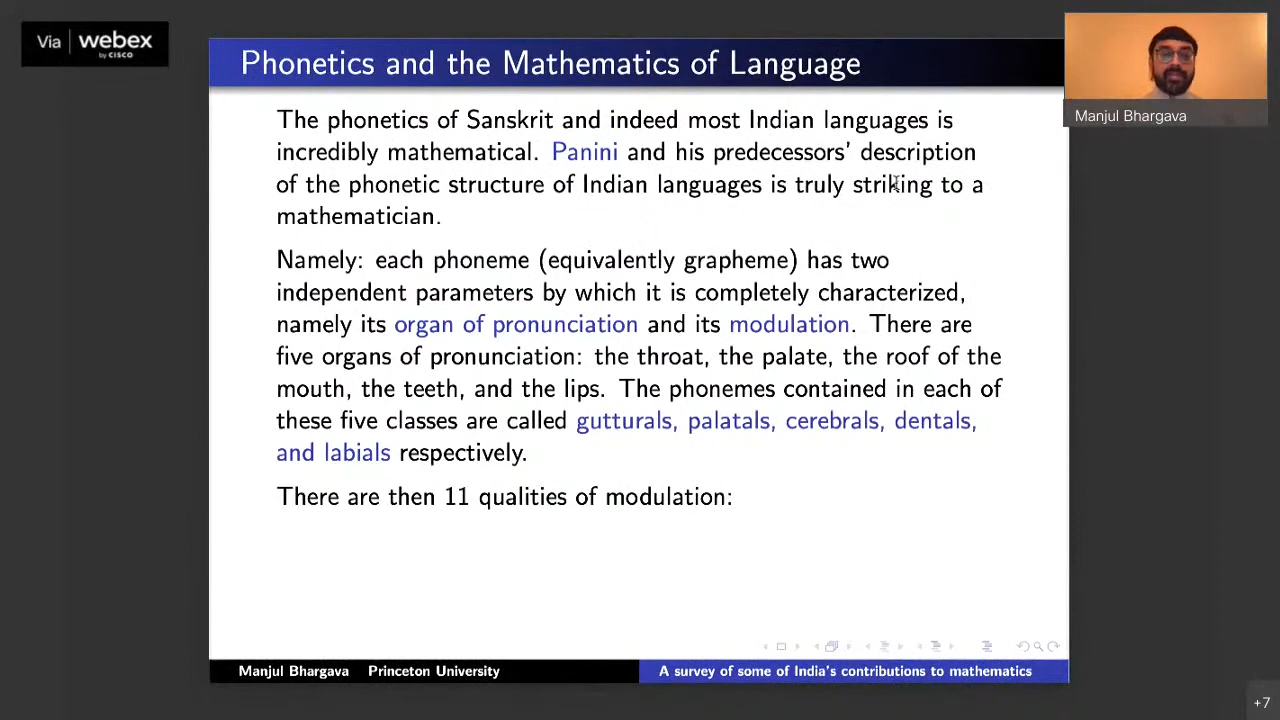 Via webex
by CISCO
Phonetics and the Mathematics of Language
Manjul Bhargava
The phonetics of Sanskrit and indeed most Indian languages is
incredibly mathematical. Panini and his predecessors' description
of the phonetic structure of Indian languages is truly striking to a
mathematician.
Namely: each phoneme (equivalently grapheme) has two
independent parameters by which it is completely characterized,
namely its organ of pronunciation and its modulation. There are
five organs of pronunciation: the throat, the palate, the roof of the
mouth, the teeth, and the lips. The phonemes contained in each of
these five classes are called gutturals, palatals, cerebrals, dentals,
and labials respectively.
There are then 11 qualities of modulation:
Manjul Bhargava Princeton University
A survey of some of India's contributions to mathematics
+7